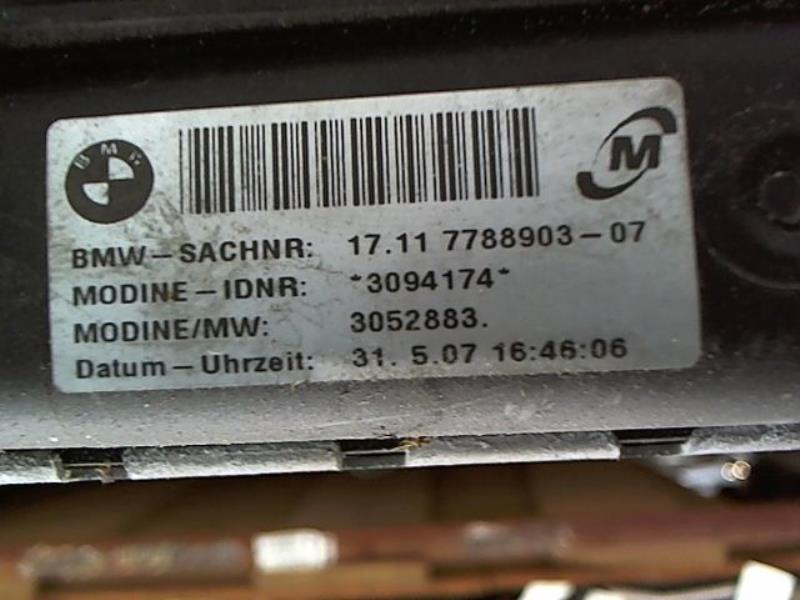 BMW
M
BMW-SACHNR: 17.11 7788903-07
MODINE-IDNR: *3094174*
MODINE/MW: 3052883.
Datum-Uhrzeit: 31. 5.07 16:46:06